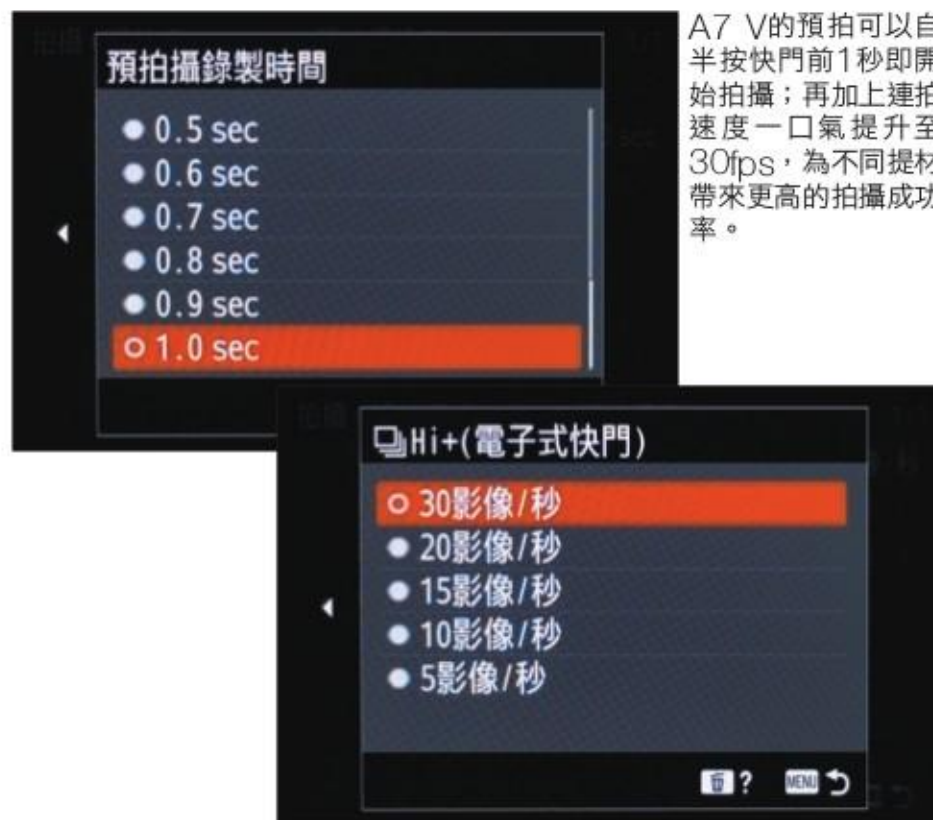 預拍攝錄製時間
0.5 sec
0.6 sec
0.7 sec
0.8 sec
0.9 sec
1.0 sec
A7 V的預拍可以自
半按快門前1秒即開
始拍攝；再加上連拍
速度一口氣提升至
30fps，為不同提材
帶來更高的拍攝成功
率。
Hi+(電子式快門)
30影像/秒
20影像/秒
15影像/秒
10影像/秒
5影像/秒
?
MENU